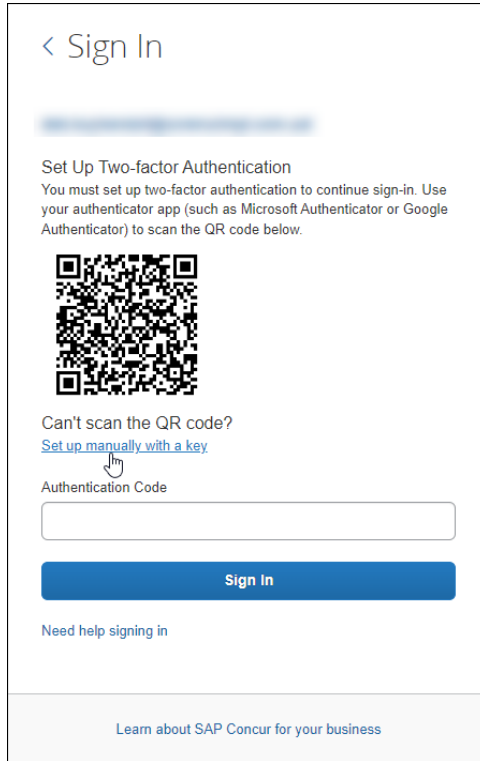 Sign In
Set Up Two-factor Authentication
You must set up two-factor authentication to continue sign-in. Use
your authenticator app (such as Microsoft Authenticator or Google
Authenticator) to scan the QR code below.
Can't scan the QR code?
Set up manually with a key
Authentication Code
Sign In
Need help signing in
Learn about SAP Concur for your business